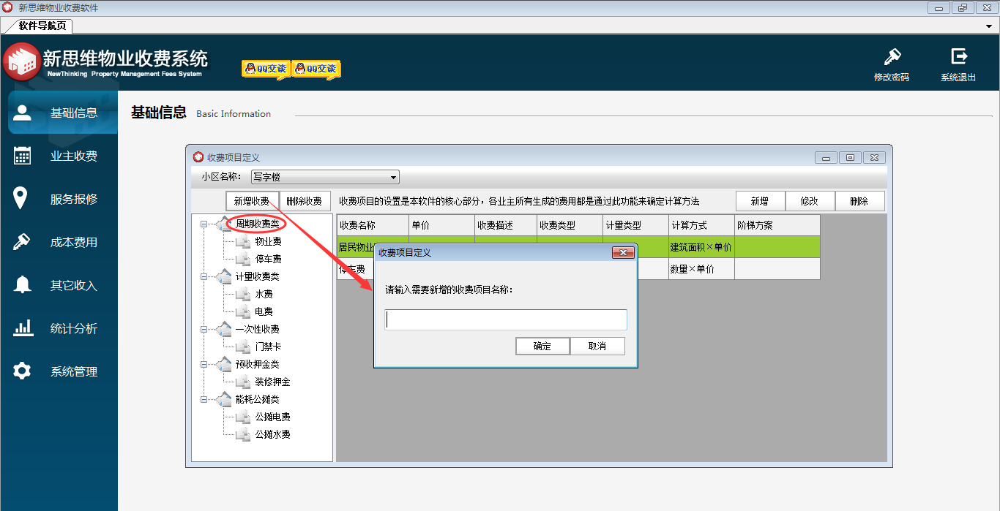 新思维物业收费软件
软件导航页
新思维物业收费系统
NewThinking Property Management Fees System
QQ交谈 QQ交谈
修改密码 系统退出
基础信息
业主收费
服务报修
成本费用
其它收入
统计分析
系统管理
基础信息 Basic Information
收费项目定义
小区名称: 写字楼
新增收费 删除收费 收费项目的设置是本软件的核心部分，各业主所有生成的费用都是通过此功能来确定计算方法 新增 修改 删除
周期收费类
物业费
停车费
计量收费类
水费
电费
一次性收费
门禁卡
预收押金类
装修押金
能耗公摊类
公摊电费
公摊水费
收费名称 单价 收费描述 收费类型 计量类型 计算方式 阶梯方案
居民物业 建筑面积×单价
停车费 数量×单价
收费项目定义
请输入需要新增的收费项目名称:
确定 取消